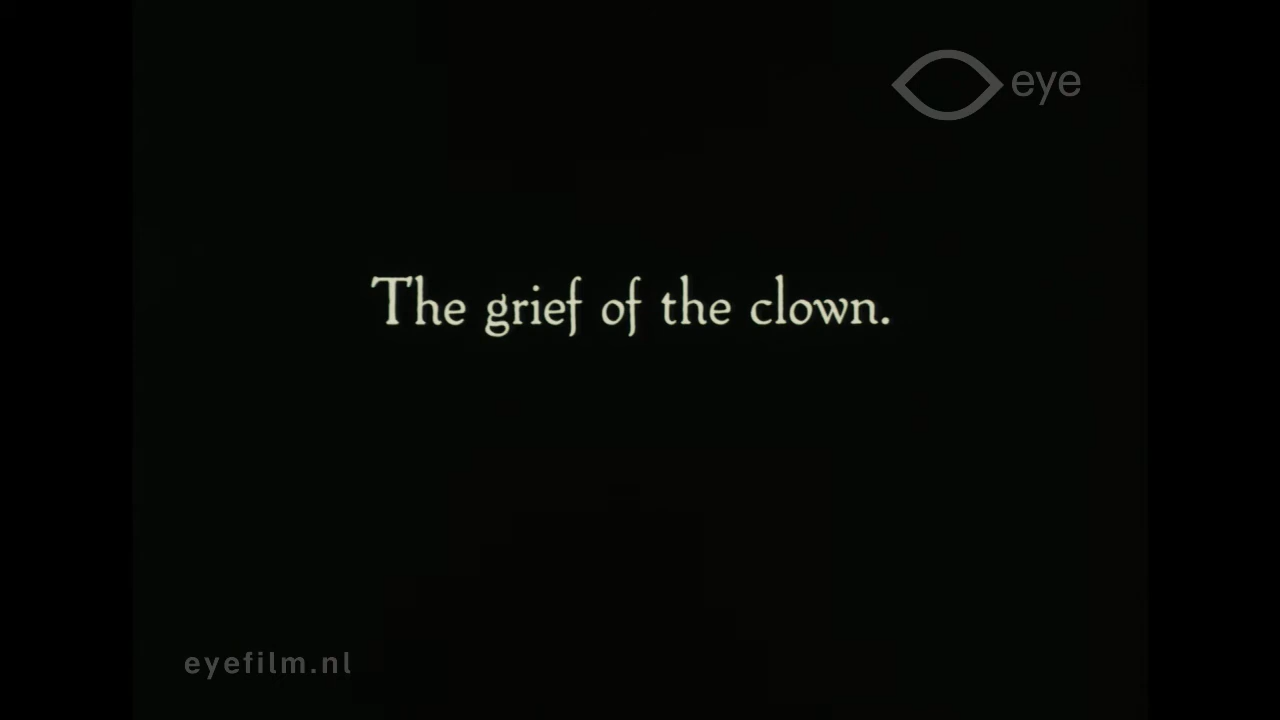 eye
The grief of the clown.
eyefilm.nl